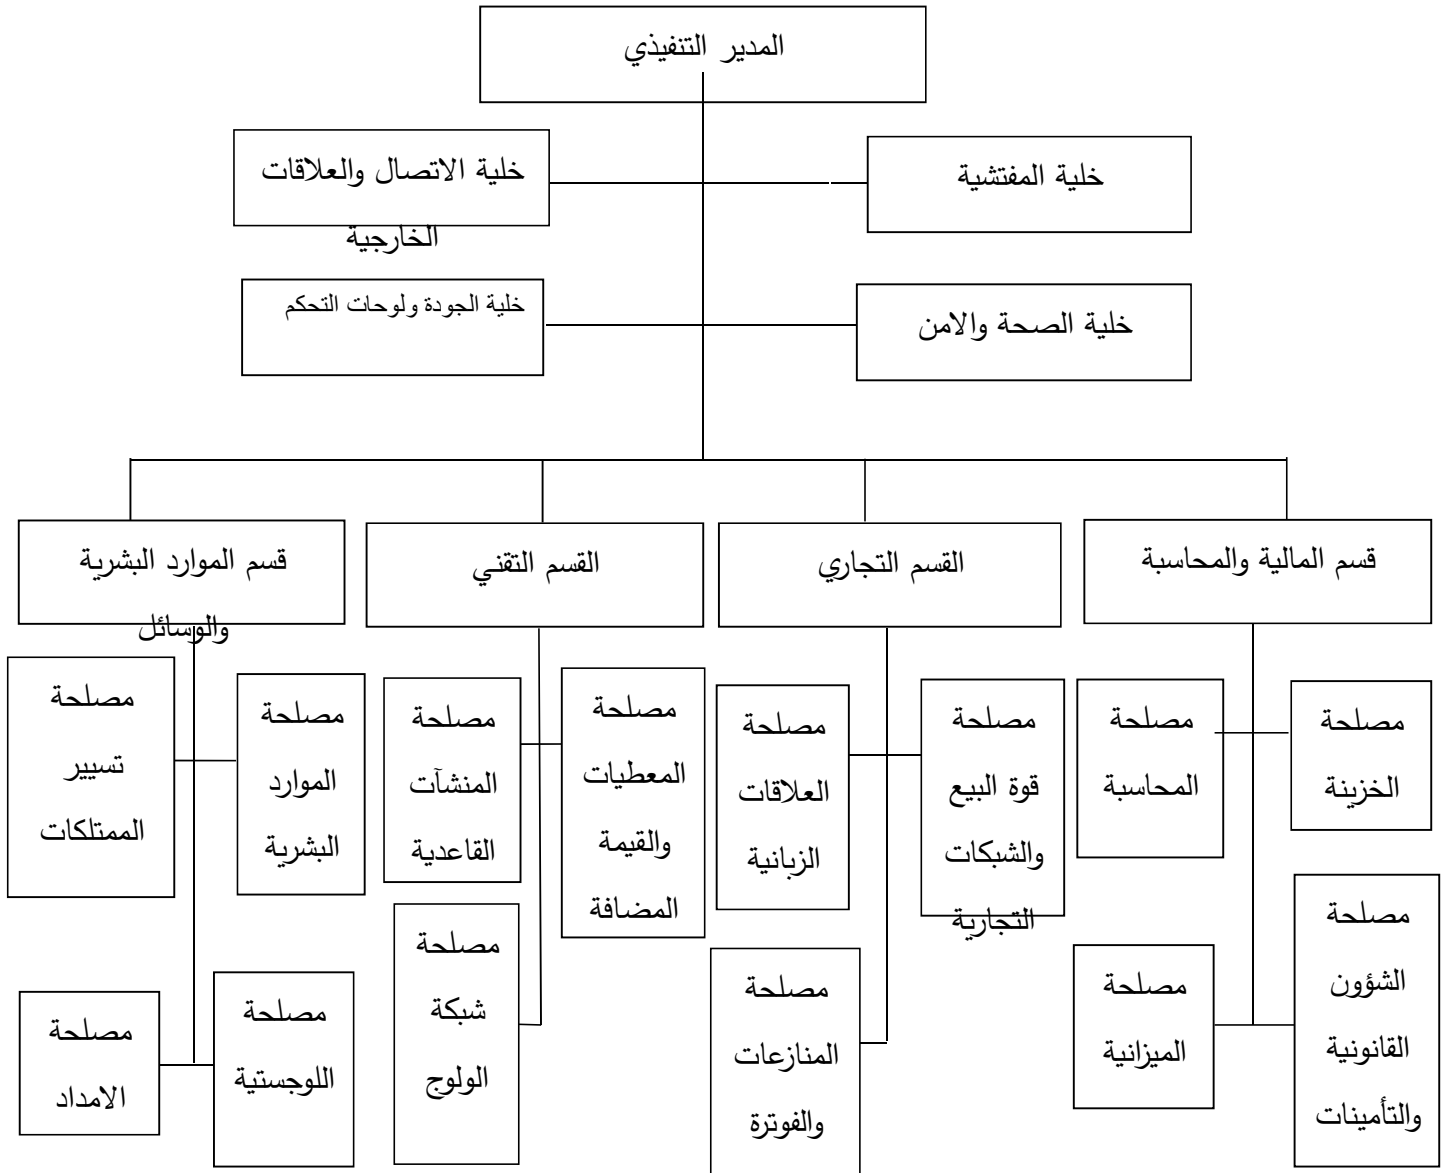 المدير التنفيذي
خلية المفتشية
خلية الاتصال والعلاقات
الخارجية
خلية الصحة والامن
خلية الجودة ولوحات التحكم
قسم المالية والمحاسبة
القسم التجاري
القسم التقني
قسم الموارد البشرية
والوسائل
مصلحة
الخزينة
مصلحة
المحاسبة
مصلحة
الشؤون
القانونية
والتأمينات
مصلحة
الميزانية
مصلحة
قوة البيع
والشبكات
التجارية
مصلحة
العلاقات
الزبانية
مصلحة
المنازعات
والفوترة
مصلحة
المعطيات
والقيمة
المضافة
مصلحة
المنشآت
القاعدية
مصلحة
شبكة
الولوج
مصلحة
الموارد
البشرية
مصلحة
تسيير
الممتلكات
مصلحة
اللوجستية
مصلحة
الامداد